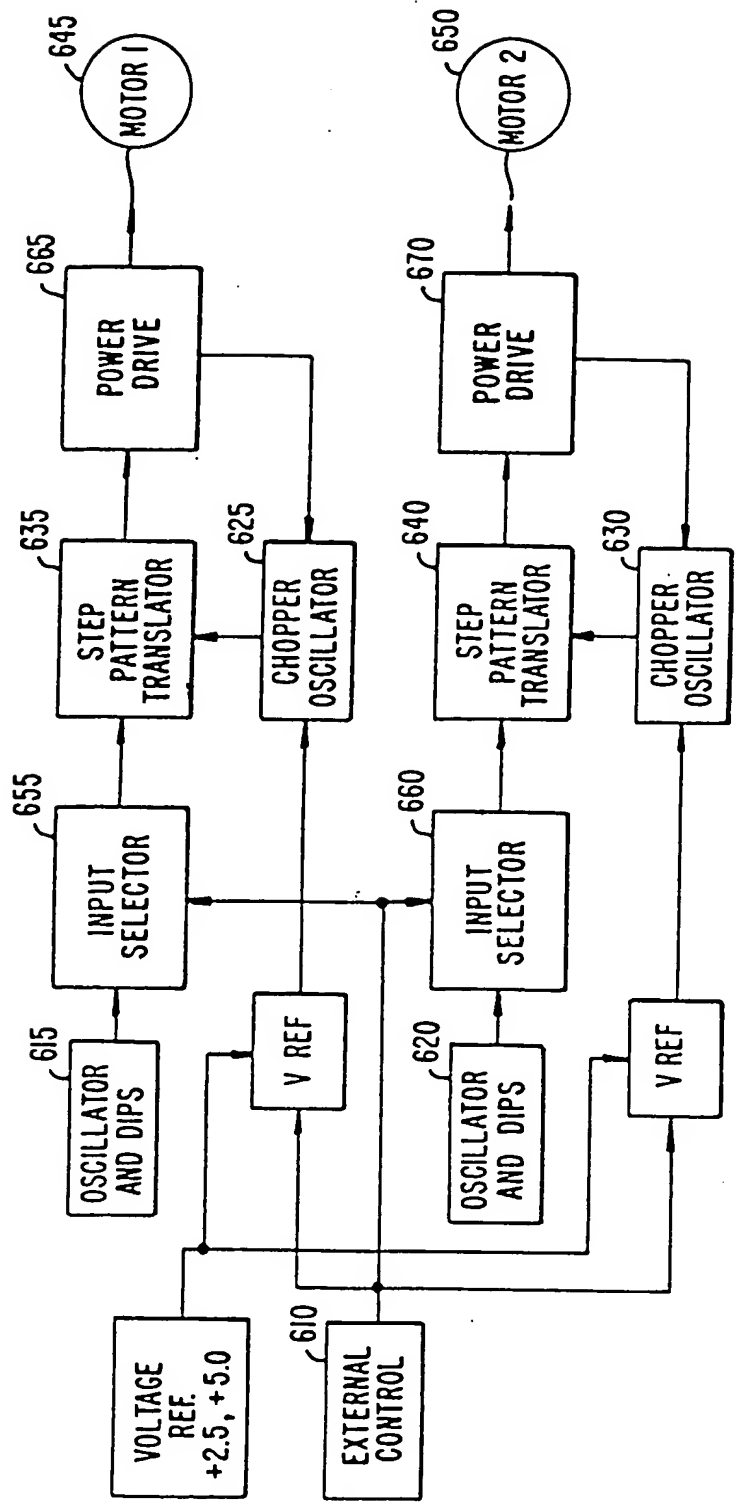 VOLTAGE
REF.
+2.5, +5.0
610
EXTERNAL
CONTROL
615
OSCILLATOR
AND DIPS
V REF
655
INPUT
SELECTOR
635
STEP
PATTERN
TRANSLATOR
625
CHOPPER
OSCILLATOR
665
POWER
DRIVE
645
MOTOR 1
620
OSCILLATOR
AND DIPS
V REF
660
INPUT
SELECTOR
640
STEP
PATTERN
TRANSLATOR
630
CHOPPER
OSCILLATOR
670
POWER
DRIVE
650
MOTOR 2